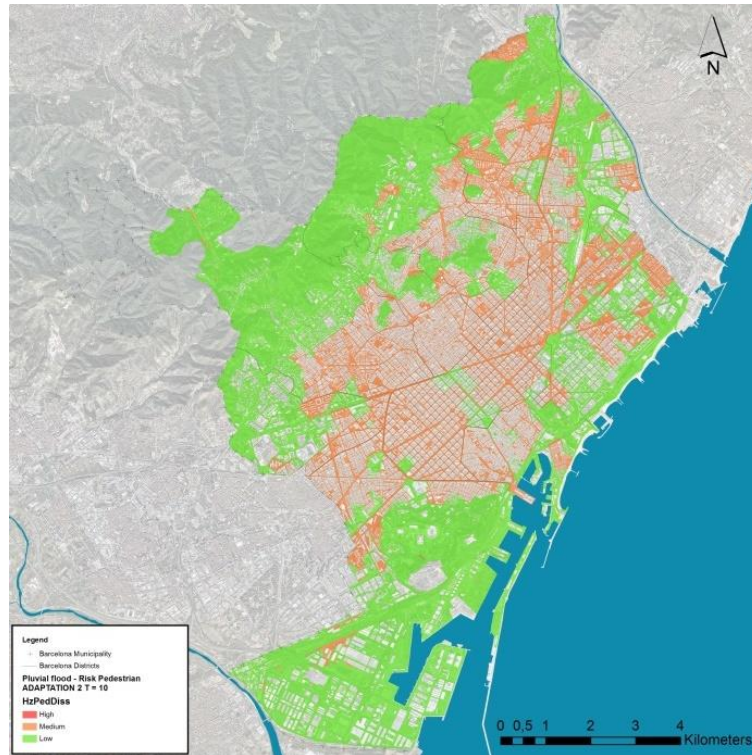 N
Legend
Barcelona Municipality
Barcelona Districts
Pluvial flood - Risk Pedestrian
ADAPTATION 2 T = 10
HzPedDiss
High
Medium
Low
0 0,5 1 2 3 4
Kilometers